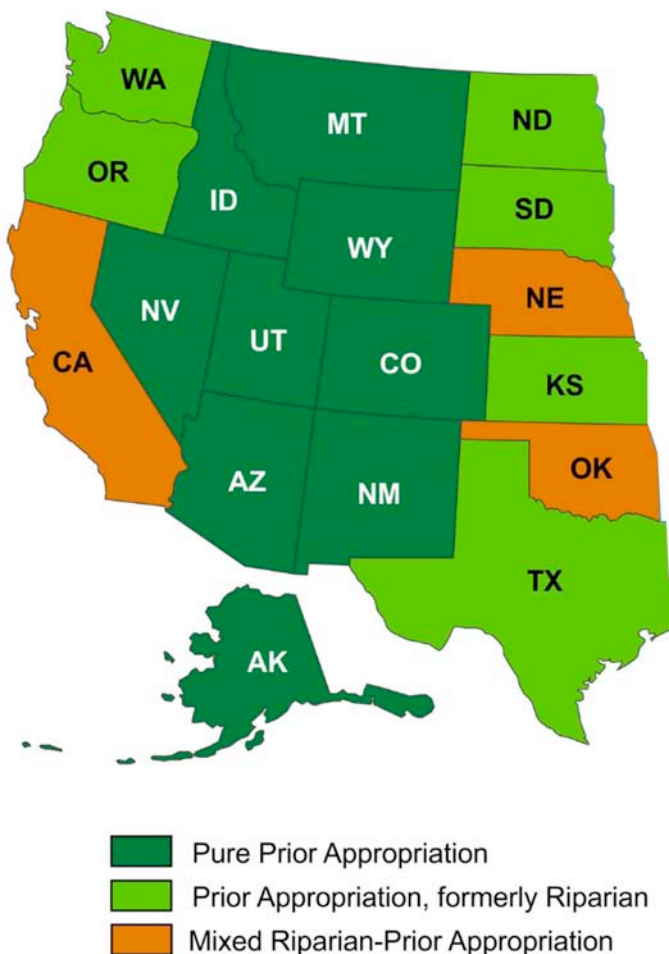 WA
MT
ND
OR
ID
SD
WY
NE
NV
UT
CO
CA
KS
AZ
NM
OK
TX
AK
Pure Prior Appropriation
Prior Appropriation, formerly Riparian
Mixed Riparian-Prior Appropriation